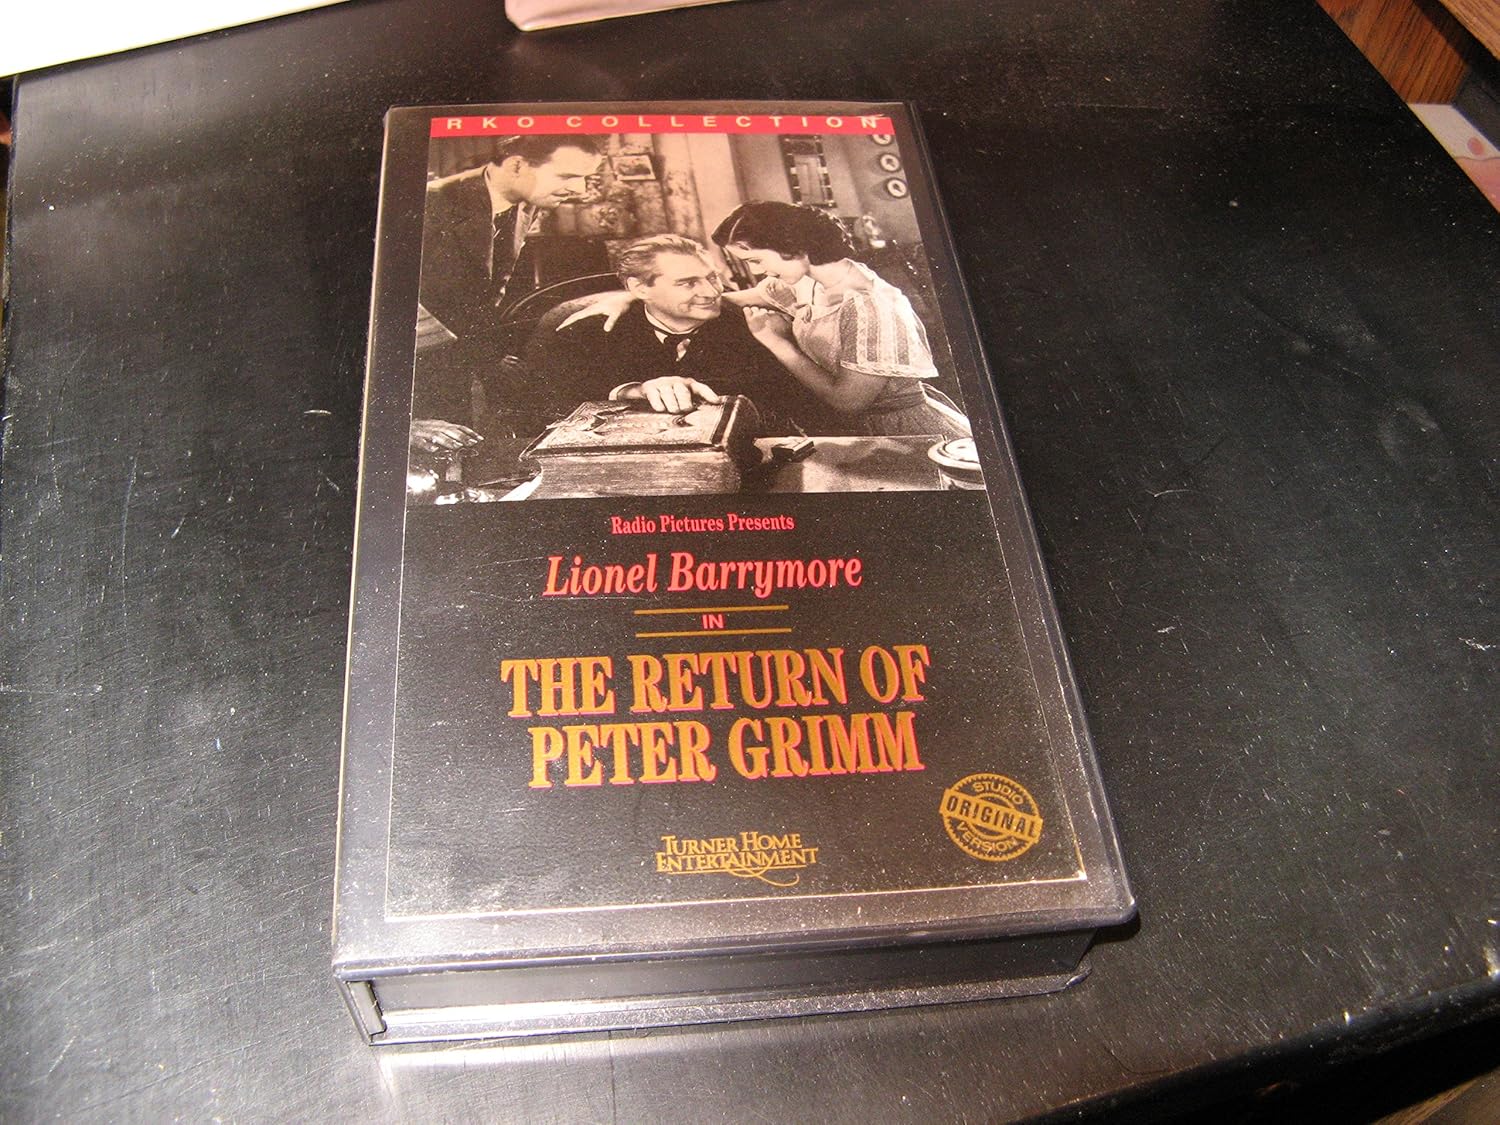 RKO COLLECTION
Radio Pictures Presents
Lionel Barrymore
IN
THE RETURN OF
PETER GRIMM
STUDIO
ORIGINAL
VERSION
TURNER HOME
ENTERTAINMENT